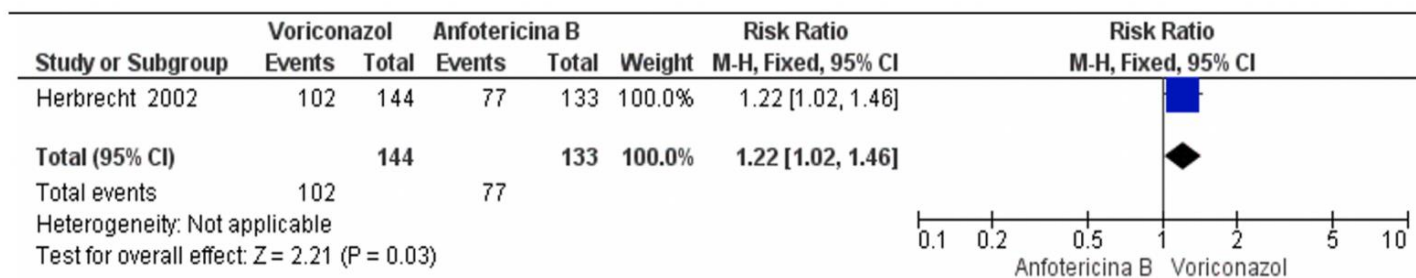 Voriconazol Anfotericina B Risk Ratio Risk Ratio
Study or Subgroup Events Total Events Total Weight M-H, Fixed, 95% CI M-H, Fixed, 95% CI
Herbrecht 2002 102 144 77 133 100.0% 1.22 [1.02, 1.46]
Total (95% CI) 144 133 100.0% 1.22 [1.02, 1.46]
Total events 102 77
Heterogeneity: Not applicable
Test for overall effect: Z = 2.21 (P = 0.03)
0.1 0.2 0.5 1 2 5 10
Anfotericina B Voriconazol